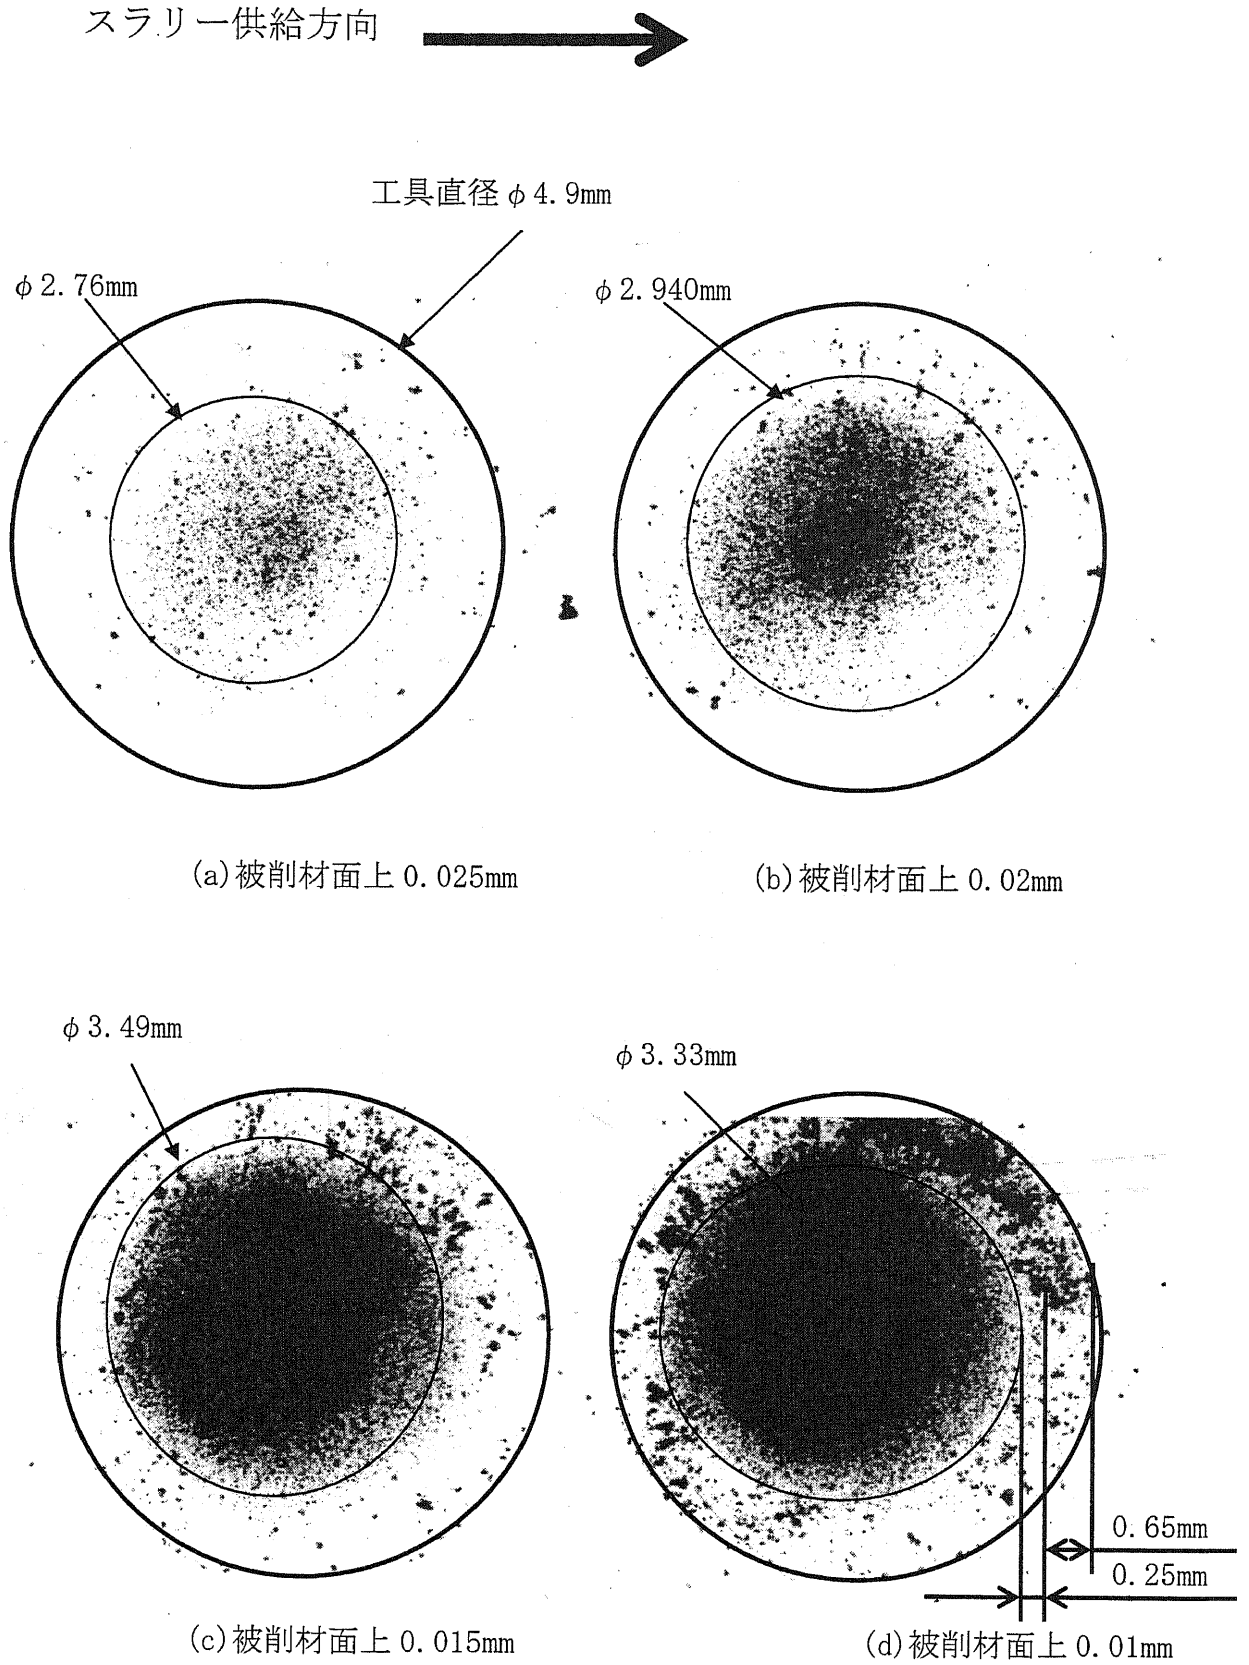 スラリー供給方向
工具直径φ4.9mm
φ2.76mm
φ2.940mm
(a)被削材面上 0.025mm
(b)被削材面上 0.02mm
φ3.49mm
φ3.33mm
0.65mm
0.25mm
(c)被削材面上 0.015mm
(d)被削材面上 0.01mm